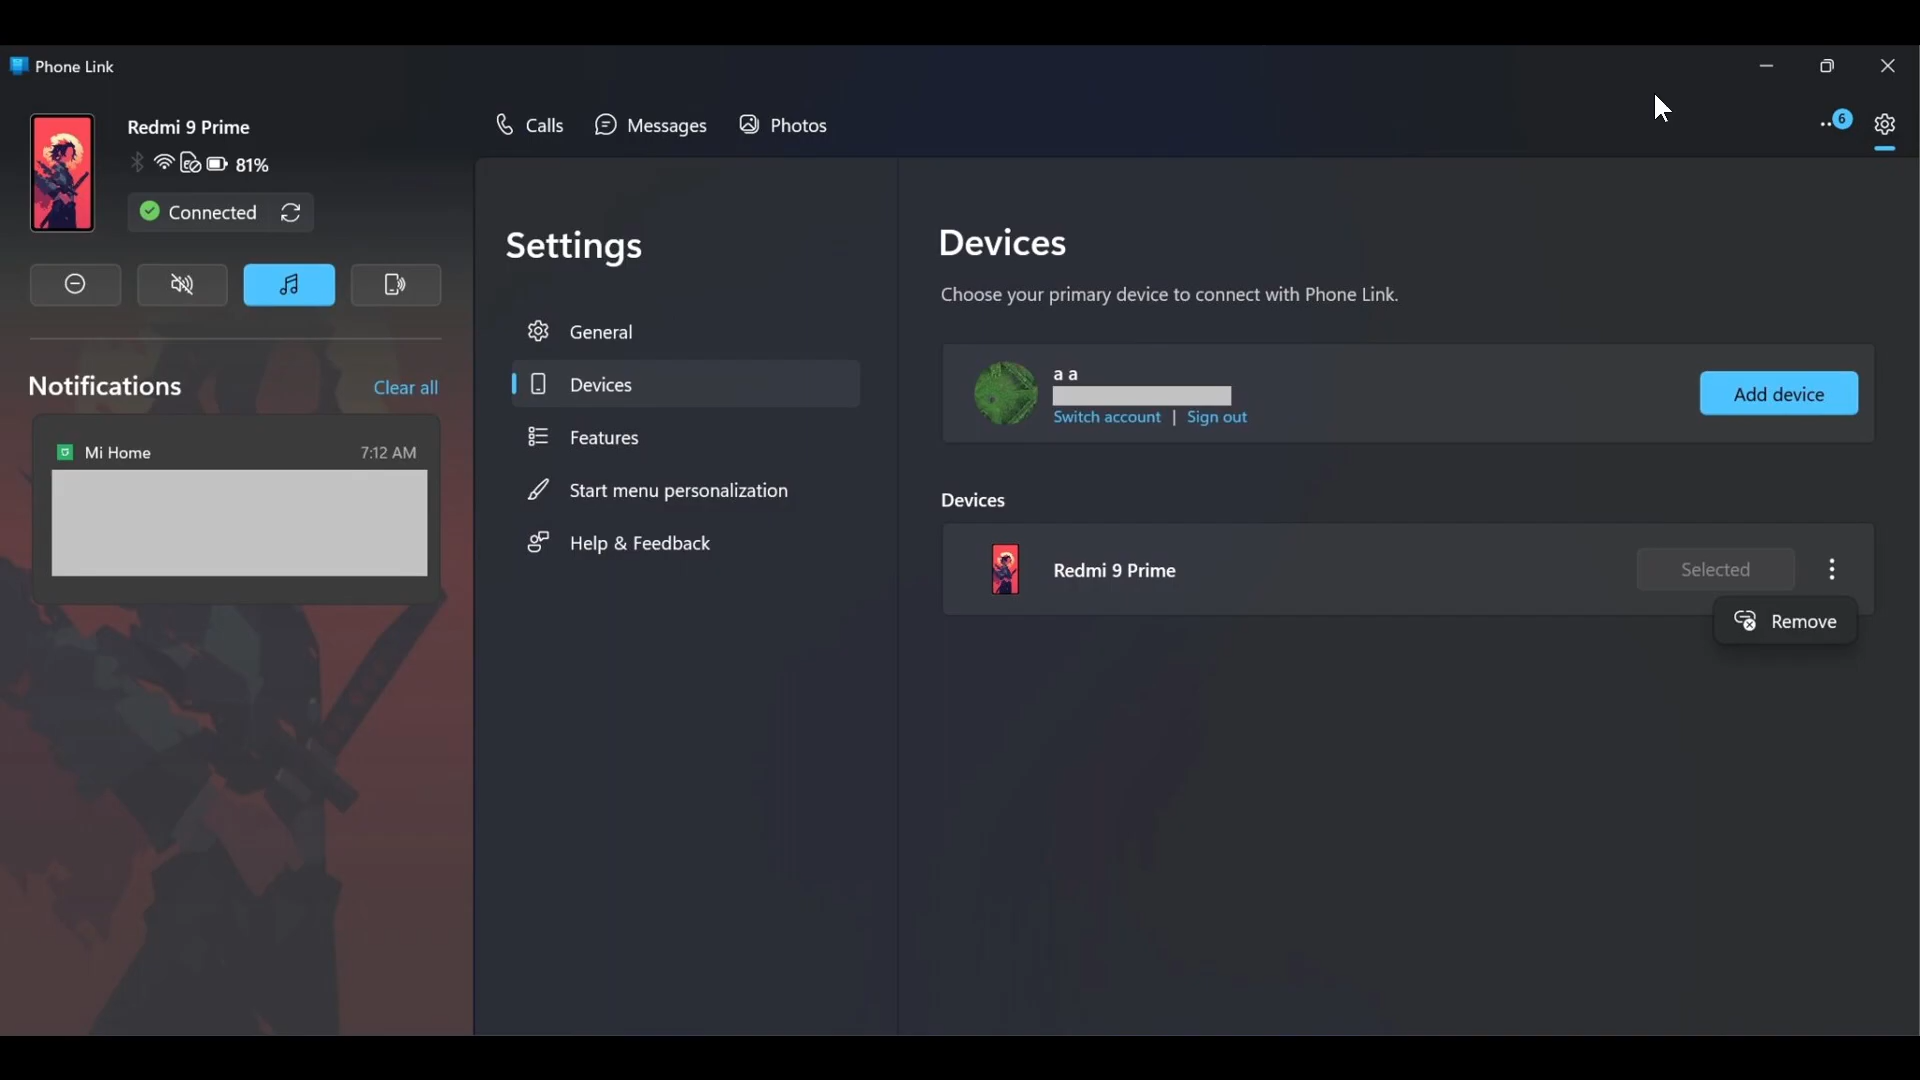 Phone Link
Redmi 9 Prime
81%
Connected
Calls
Messages
Photos
6
Notifications
Clear all
Mi Home
7:12 AM
Settings
General
Devices
Features
Start menu personalization
Help & Feedback
Devices
Choose your primary device to connect with Phone Link.
a a
Switch account | Sign out
Add device
Devices
Redmi 9 Prime
Selected
Remove